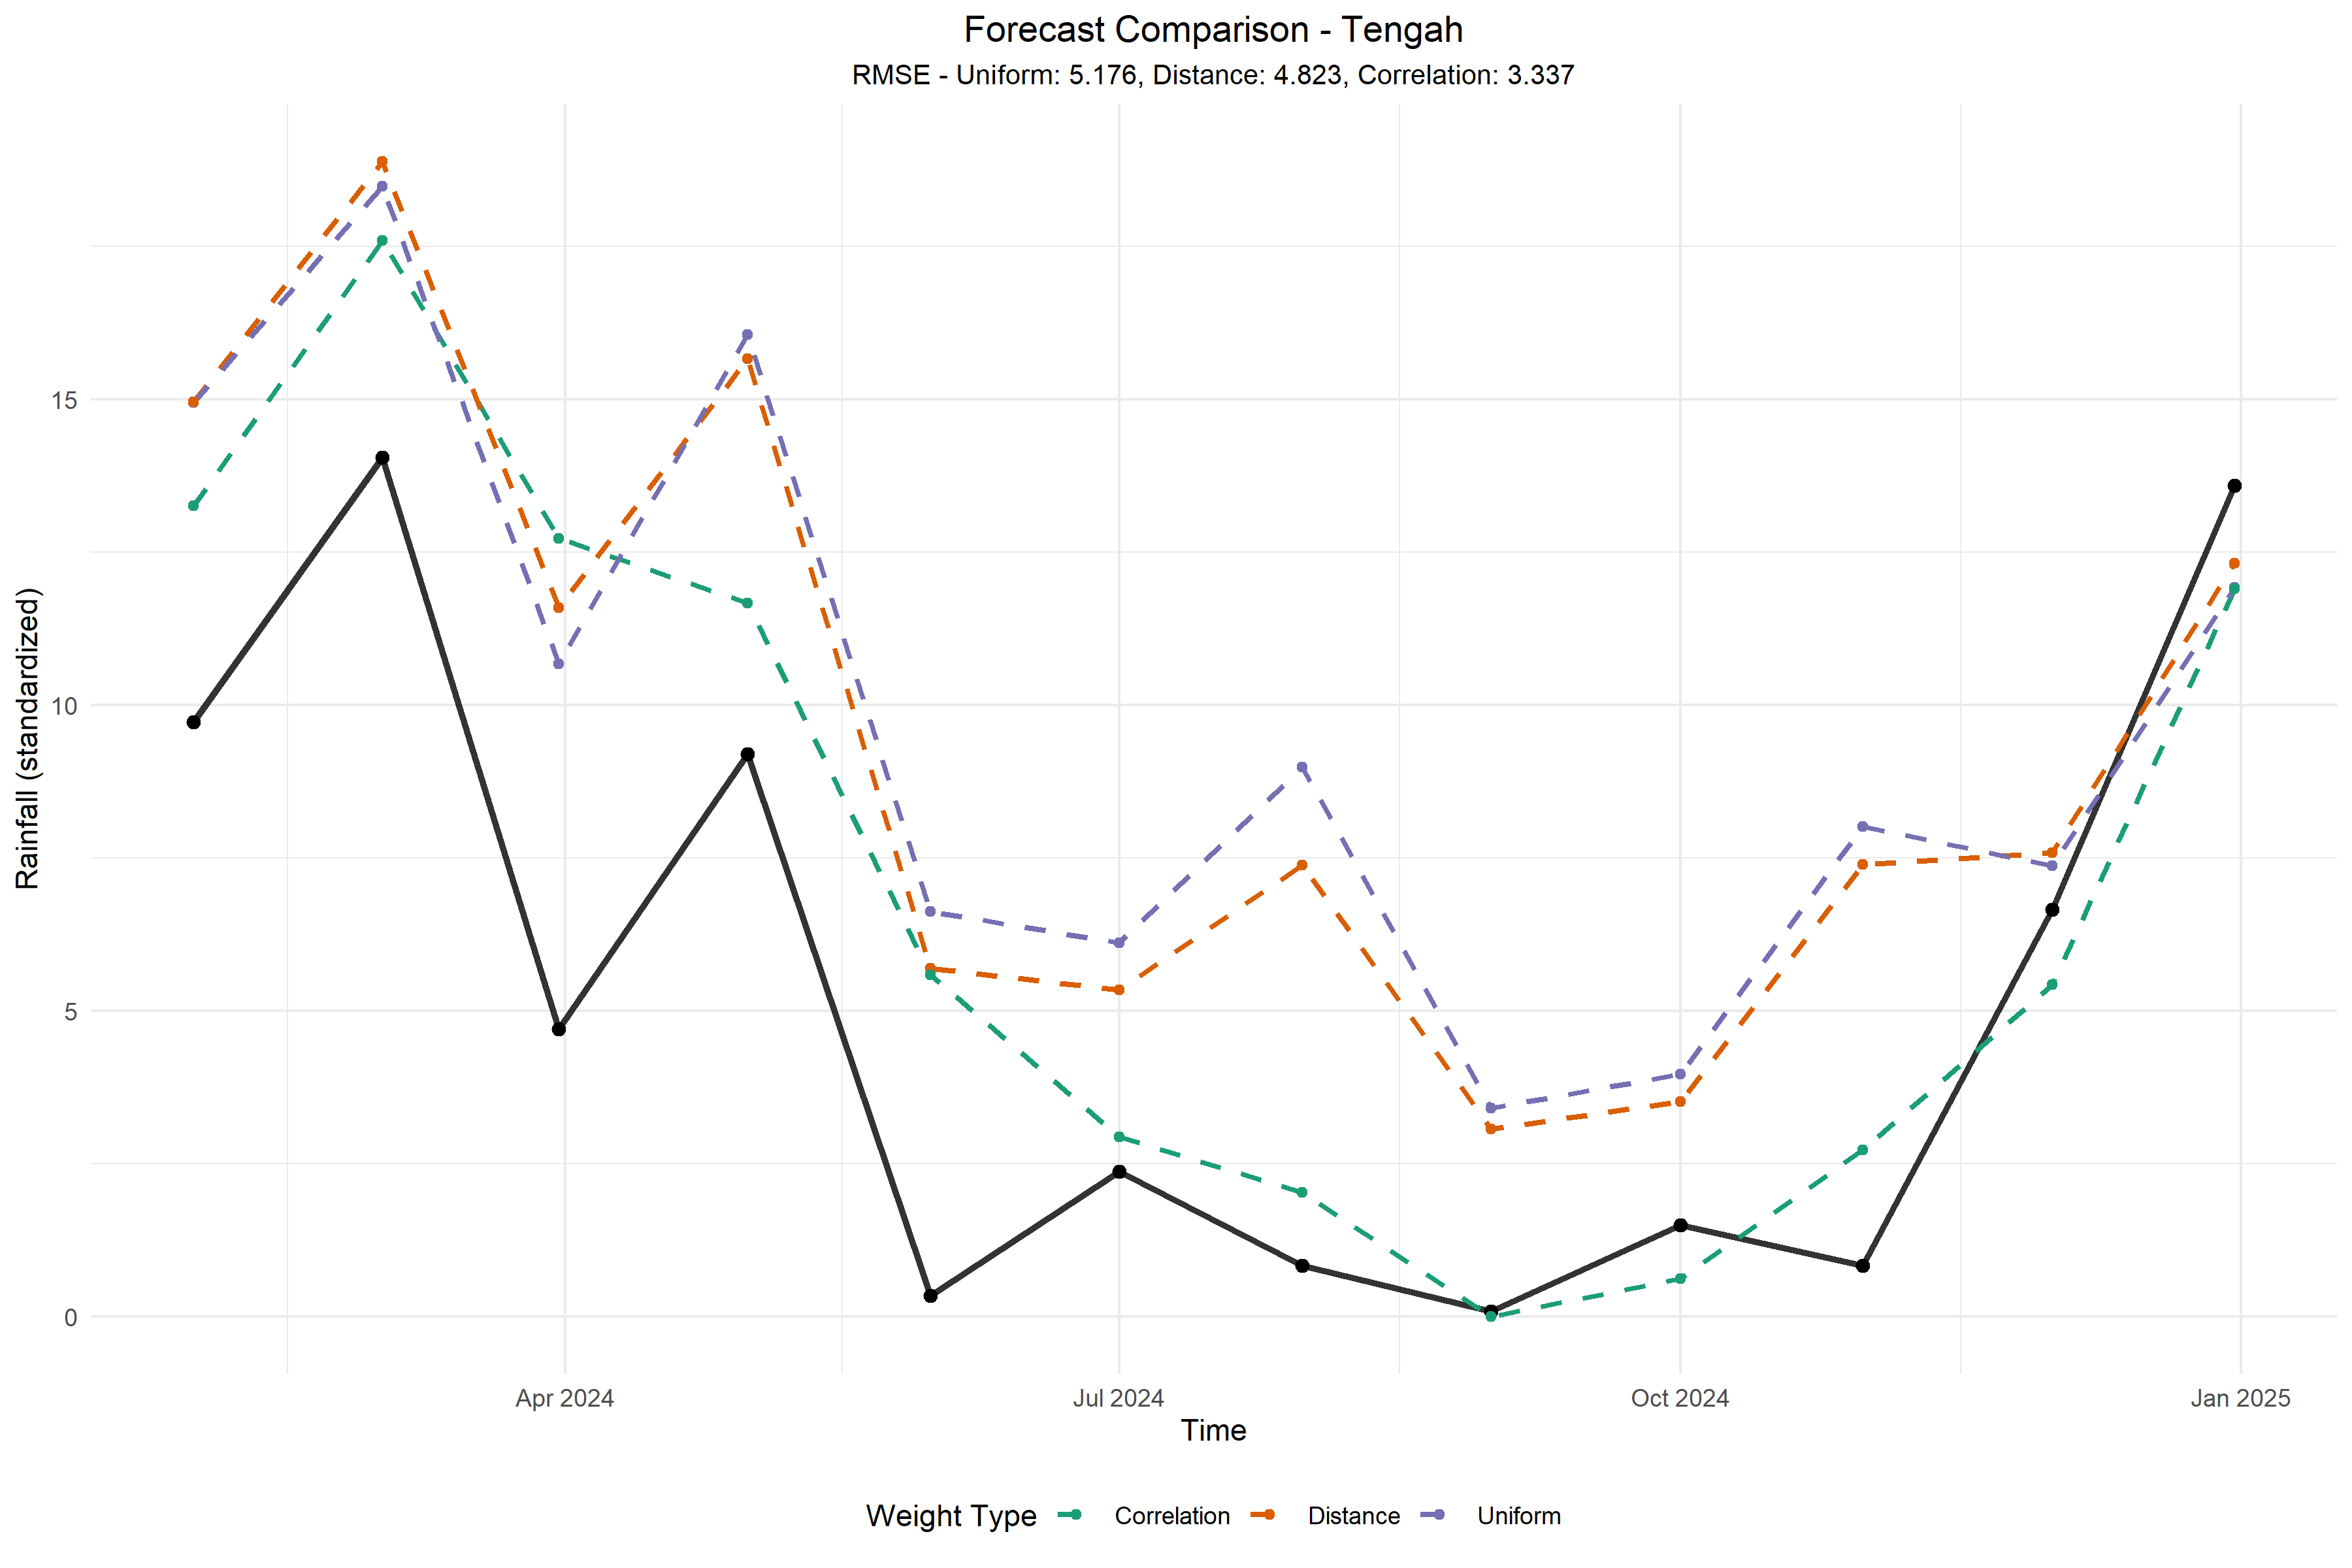 Forecast Comparison - Tengah
RMSE - Uniform: 5.176, Distance: 4.823, Correlation: 3.337
Rainfall (standardized)
15
10
5
0
Apr 2024
Jul 2024
Oct 2024
Jan 2025
Time
Weight Type
Correlation
Distance
Uniform